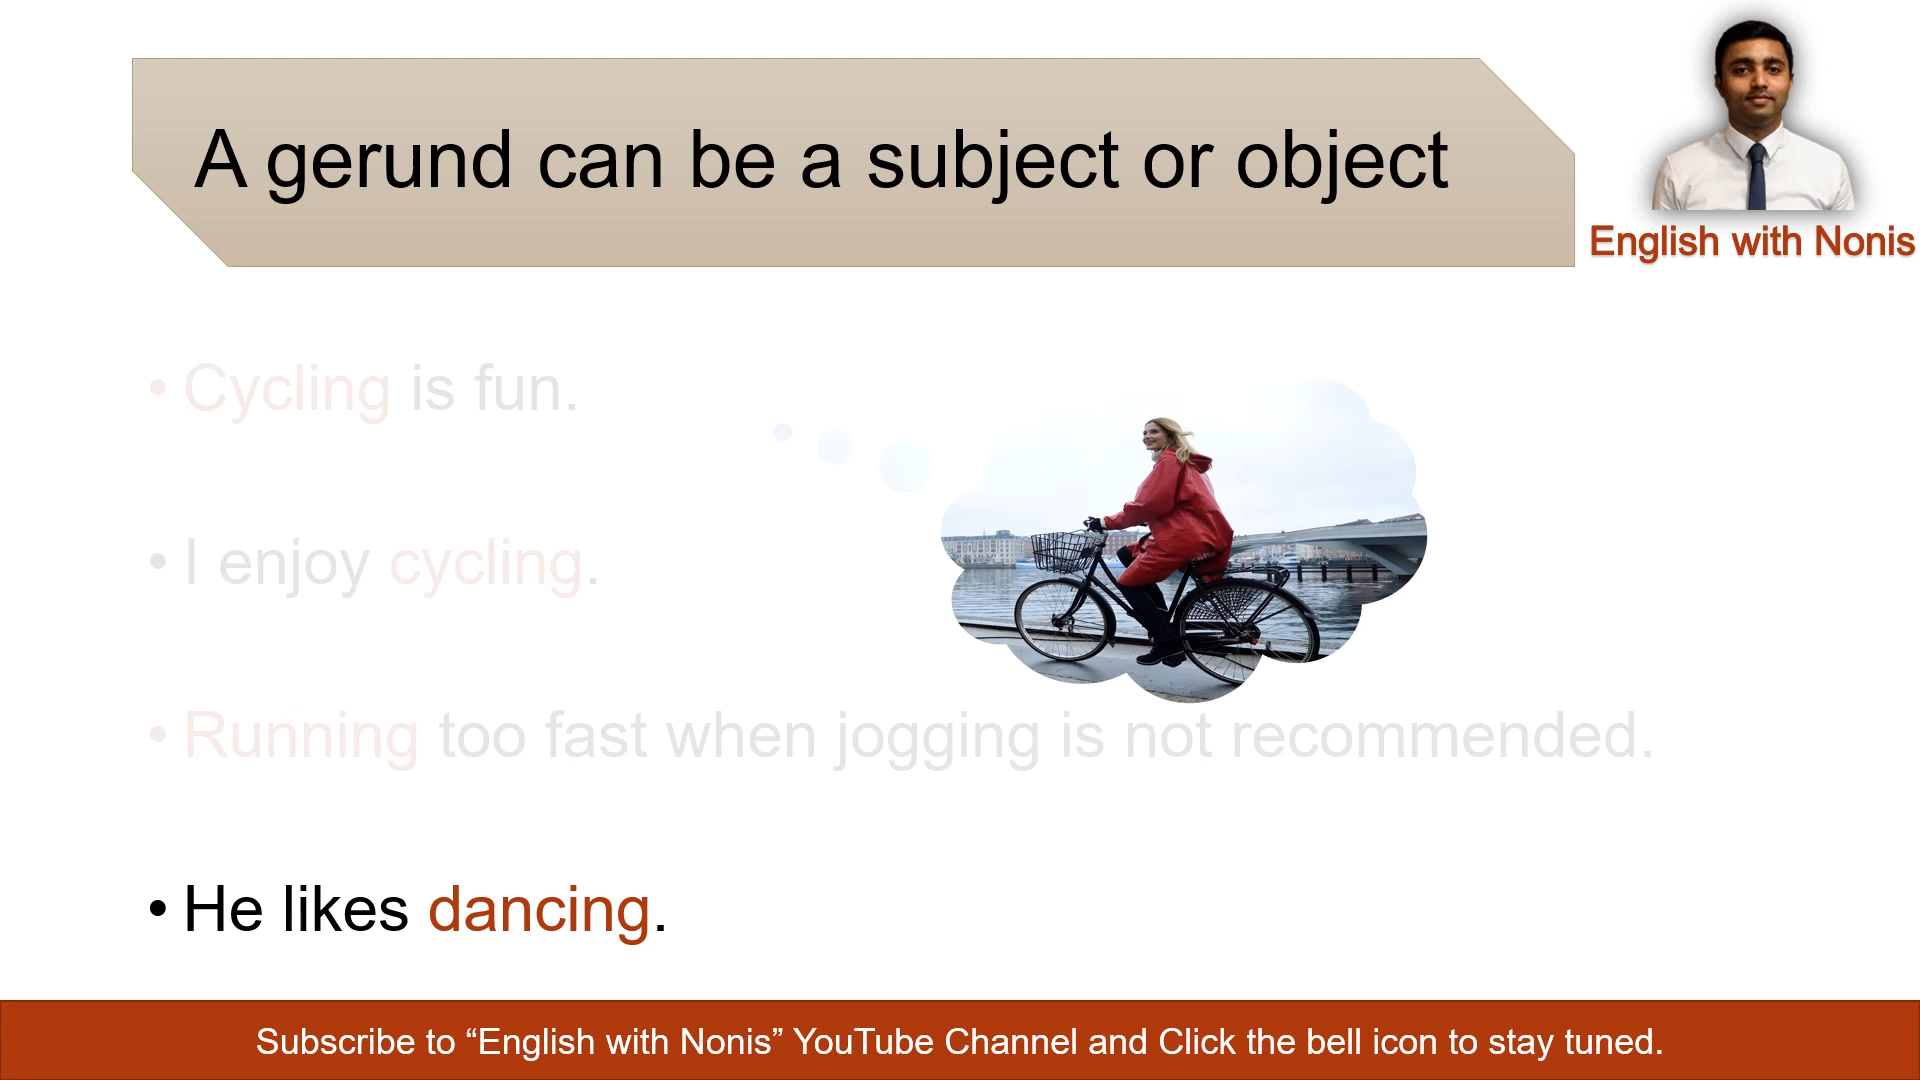 A gerund can be a subject or object
English with Nonis
• Cycling is fun.
• I enjoy cycling.
• Running too fast when jogging is not recommended.
• He likes dancing.
Subscribe to “English with Nonis” YouTube Channel and Click the bell icon to stay tuned.